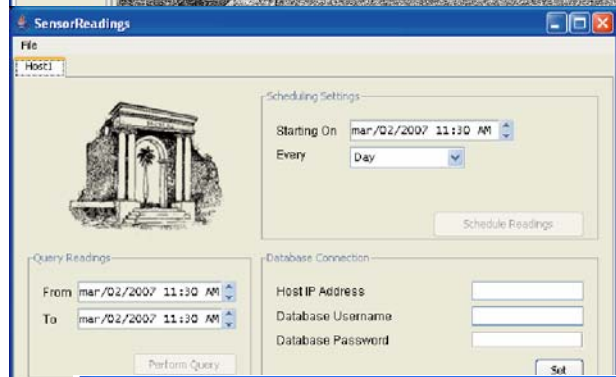 SensorReadings
File
Host1
Scheduling Settings
Starting On mar/02/2007 11:30 AM
Every Day
Schedule Readings
Query Readings
From mar/02/2007 11:30 AM
To mar/02/2007 11:30 AM
Perform Query
Database Connection
Host IP Address
Database Username
Database Password
Set